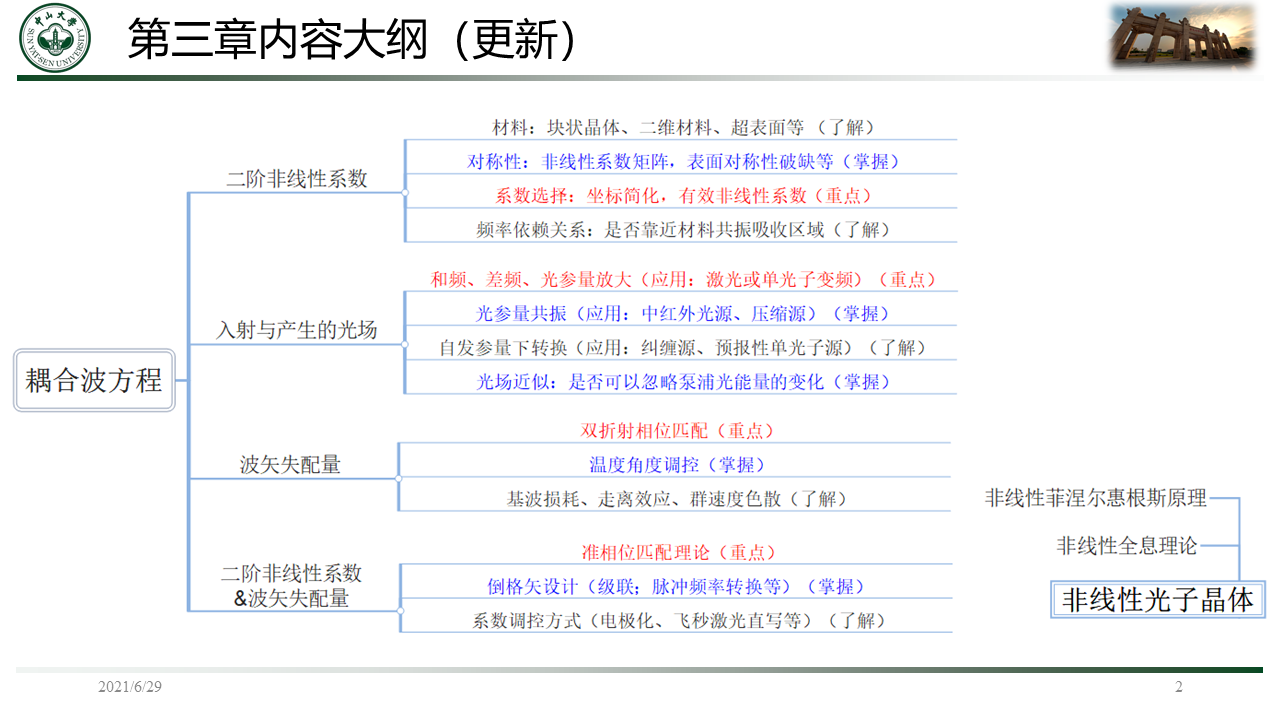 中山大学
SUN YAT-SEN UNIVERSITY
第三章内容大纲（更新）
耦合波方程
二阶非线性系数
材料：块状晶体、二维材料、超表面等 （了解）
对称性：非线性系数矩阵，表面对称性破缺等（掌握）
系数选择：坐标简化，有效非线性系数（重点）
频率依赖关系：是否靠近材料共振吸收区域（了解）
入射与产生的光场
和频、差频、光参量放大（应用：激光或单光子变频）（重点）
光参量共振（应用：中红外光源、压缩源）（掌握）
自发参量下转换（应用：纠缠源、预报性单光子源）（了解）
光场近似：是否可以忽略泵浦光能量的变化（掌握）
波矢失配量
双折射相位匹配（重点）
温度角度调控（掌握）
基波损耗、走离效应、群速度色散（了解）
二阶非线性系数
&波矢失配量
准相位匹配理论（重点）
倒格矢设计（级联；脉冲频率转换等）（掌握）
系数调控方式（电极化、飞秒激光直写等）（了解）
非线性菲涅尔惠根斯原理
非线性全息理论
非线性光子晶体
2021/6/29
2